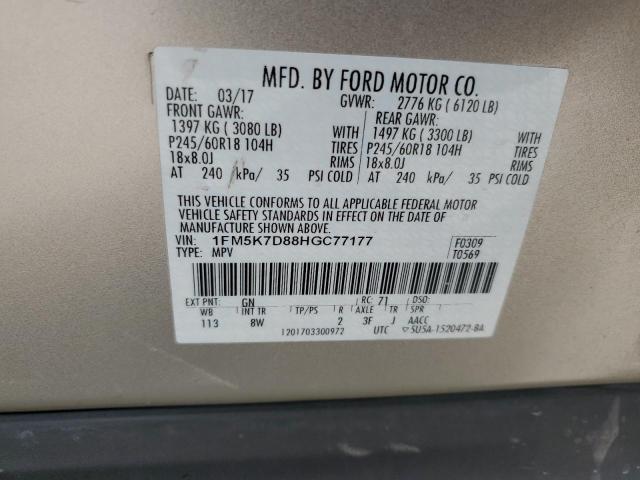 MFD. BY FORD MOTOR CO.
DATE: 03/17 GVWR: 2776 KG ( 6120 LB)
FRONT GAWR: REAR GAWR:
1397 KG ( 3080 LB) WITH 1497 KG ( 3300 LB) WITH
P245/60R18 104H TIRES P245/60R18 104H TIRES
18x8.0J RIMS 18x8.0J RIMS
AT 240 kPa/ 35 PSI COLD AT 240 kPa/ 35 PSI COLD
THIS VEHICLE CONFORMS TO ALL APPLICABLE FEDERAL MOTOR
VEHICLE SAFETY STANDARDS IN EFFECT ON THE DATE OF
MANUFACTURE SHOWN ABOVE.
VIN: 1FM5K7D88HGC77177 F0309
TYPE: MPV T0569
EXT PNT: GN RC: 71 DSO:
WB INT TR TP/PS R AXLE TR SPR
113 8W 2 3F J AACC
1201703300972 UTC SU5A-1520472-BA